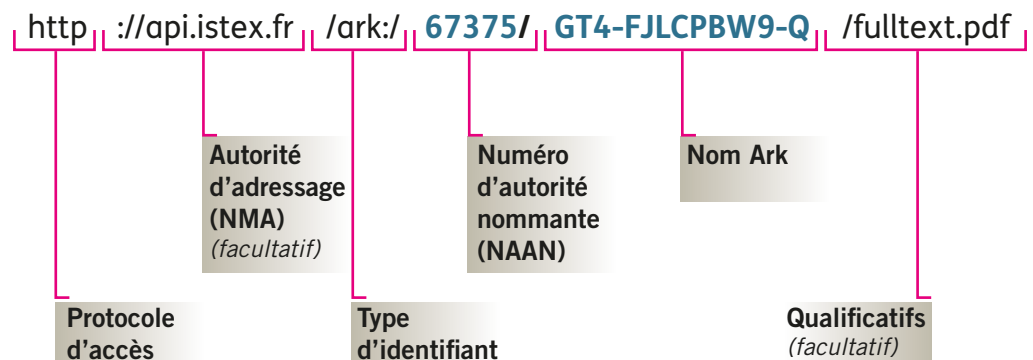 http ://api.istex.fr /ark:/ 67375/ GT4-FJLCPBW9-Q /fulltext.pdf
Autorité
d'adressage
(NMA)
(facultatif)
Numéro
d'autorité
nommante
(NAAN)
Nom Ark
Protocole
d'accès
Type
d'identifiant
Qualificatifs
(facultatif)